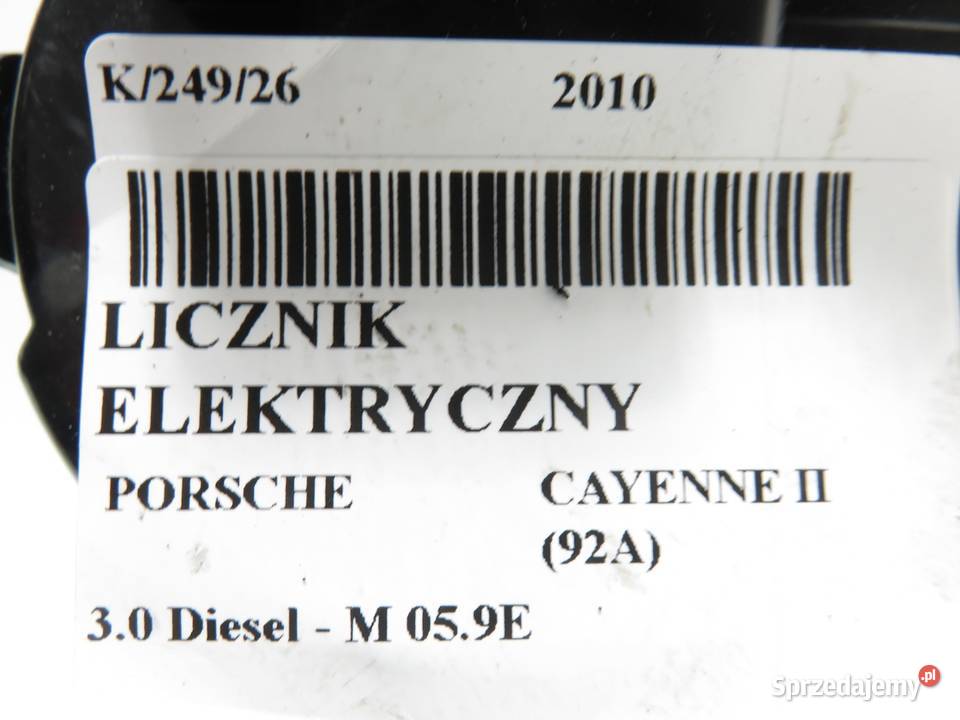 K/249/26 2010
LICZNIK
ELEKTRYCZNY
PORSCHE CAYENNE II
(92A)
3.0 Diesel - M 05.9E
Sprzedajemy.pl